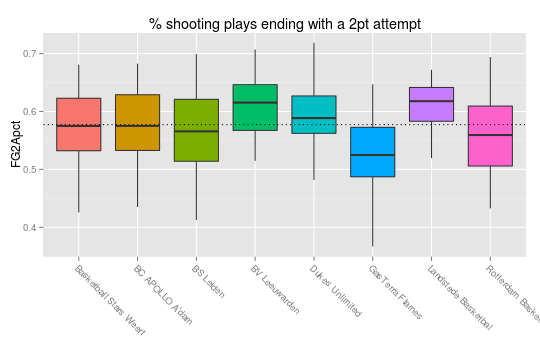 % shooting plays ending with a 2pt attempt
FG2Apct
0.7
0.6
0.5
0.4
Basketball Stars Weert
BC APOLLO A'dam
BS Leiden
BV Leeuwarden
Dukes Unlimited
GasTerra Flames
Landstede Basketbal
Rotterdam Baske